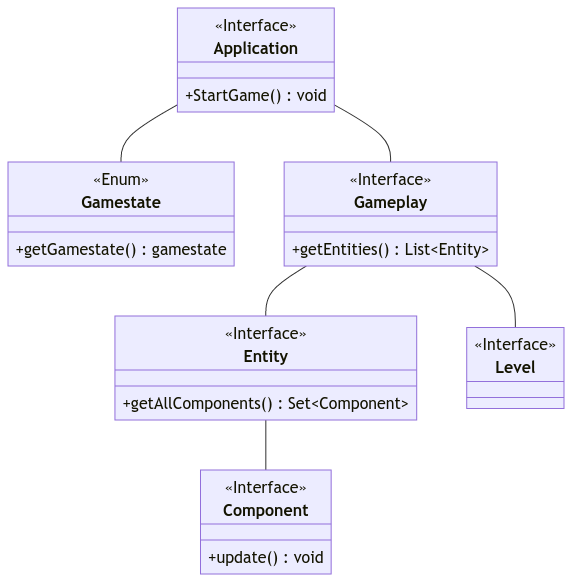 «Interface»
Application
+StartGame() : void
«Enum»
Gamestate
+getGamestate() : gamestate
«Interface»
Gameplay
+getEntities() : List<Entity>
«Interface»
Entity
+getAllComponents() : Set<Component>
«Interface»
Level
«Interface»
Component
+update() : void